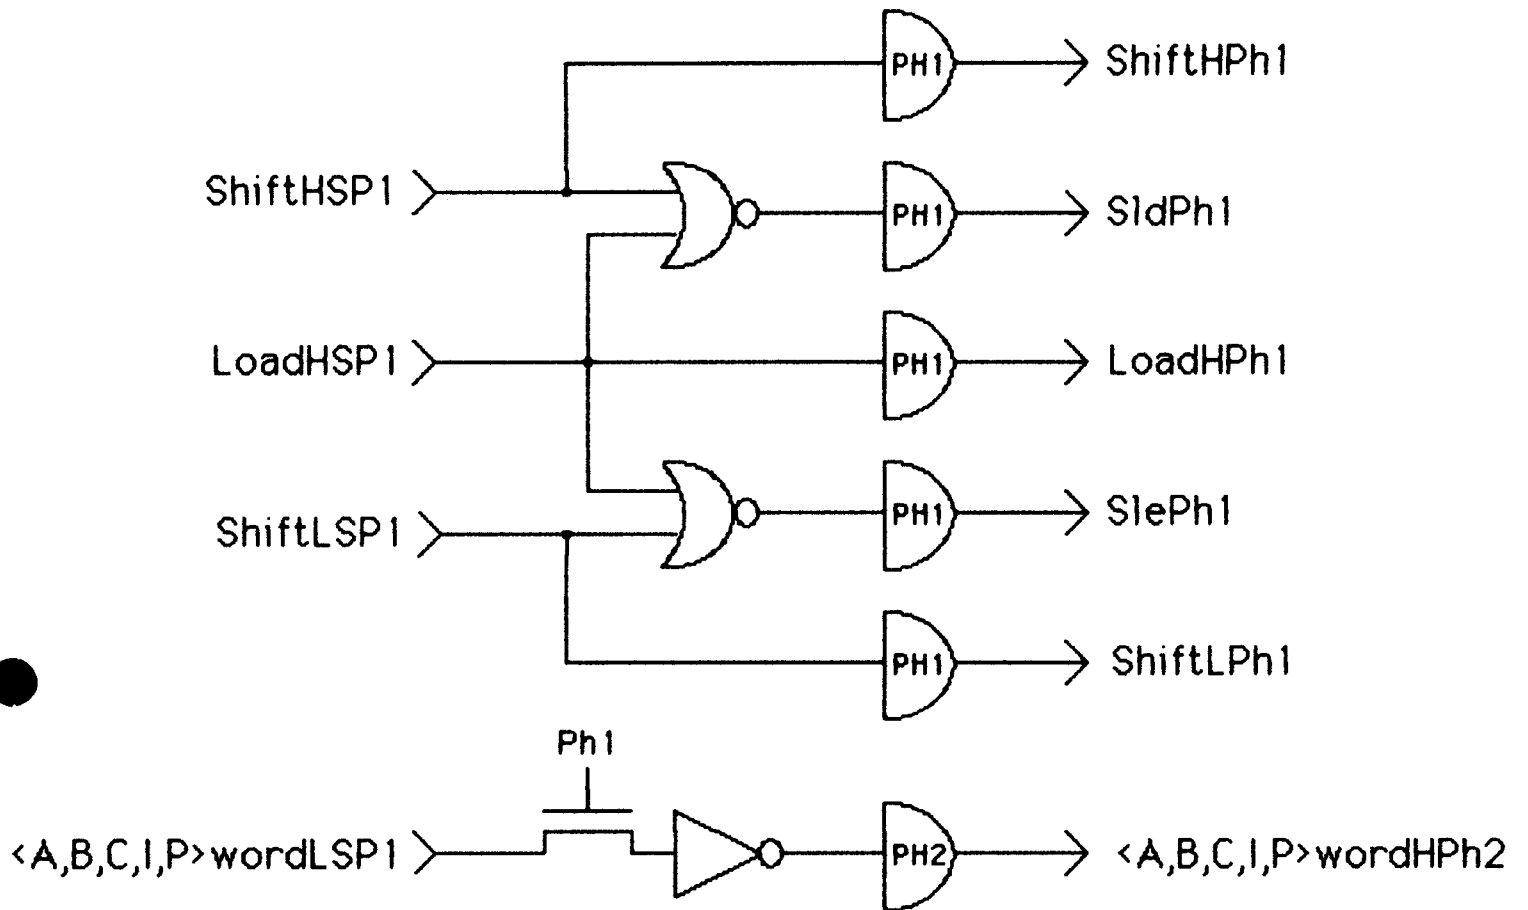 PH1 ShiftHPh1
ShiftHSP1 PH1 SldPh1
LoadHSP1 PH1 LoadHPh1
ShiftLSP1 PH1 SlePh1
PH1 ShiftLPh1
Ph1
<A,B,C,I,P>wordLSP1 PH2 <A,B,C,I,P>wordHPh2